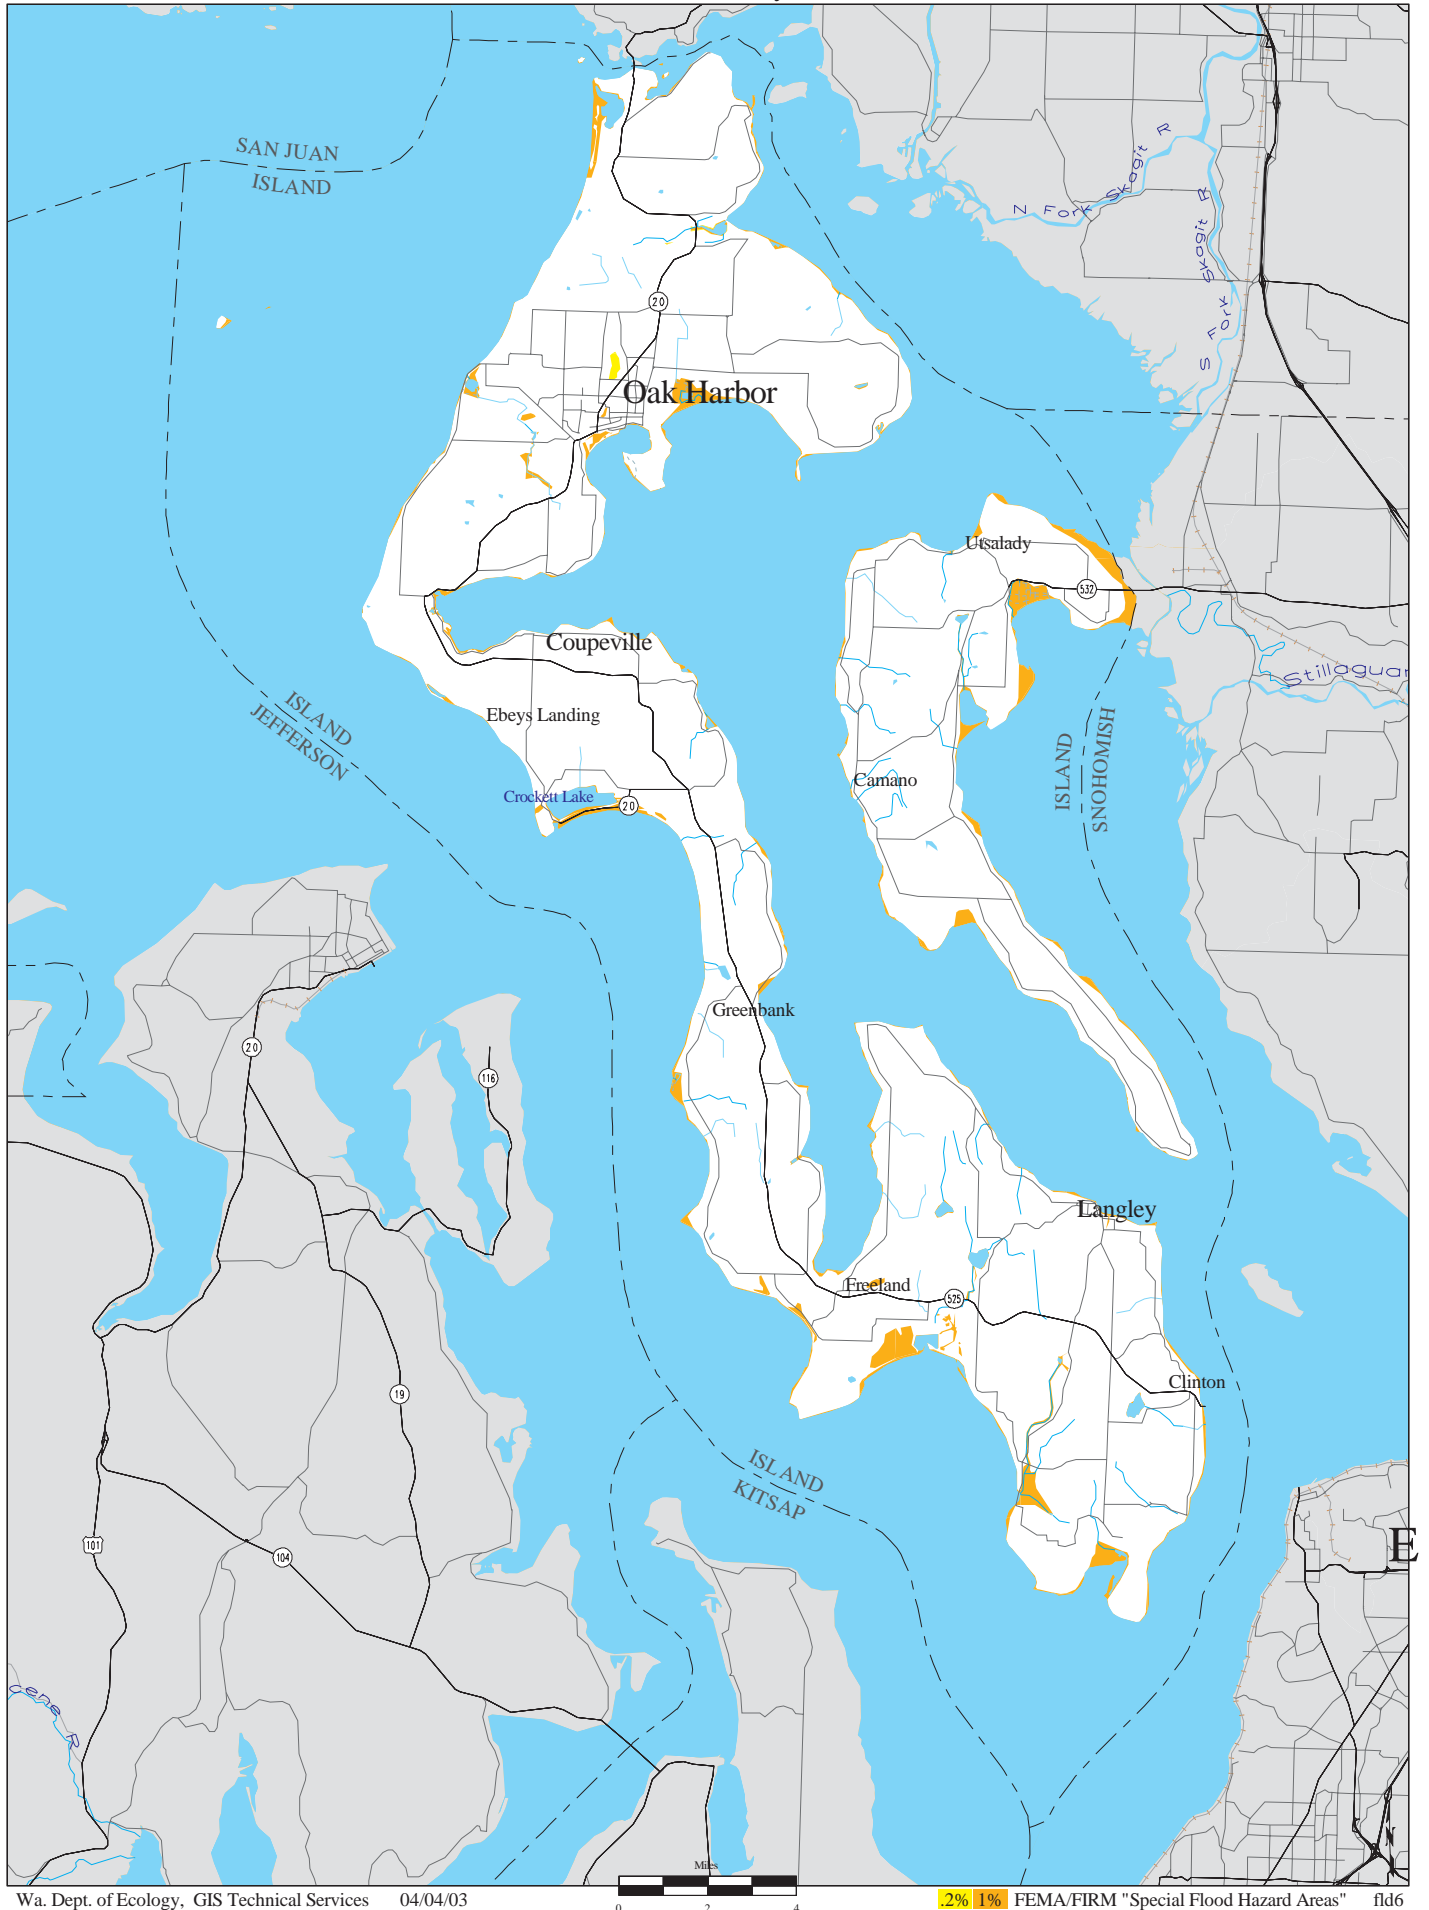 SAN JUAN
ISLAND
N Fork Skagit R
S Fork Skagit R
20
Oak Harbor
Utsalady
532
Coupeville
Stillaguar
Ebeys Landing
ISLAND
JEFFERSON
ISLAND
SNOHOMISH
Camano
Crockett Lake
20
Greenbank
20
116
Langley
Freeland
525
Clinton
19
ISLAND
KITSAP
101
104
E
cene R
N
Miles
0 2 4
Wa. Dept. of Ecology, GIS Technical Services 04/04/03
.2% 1% FEMA/FIRM "Special Flood Hazard Areas" fld6